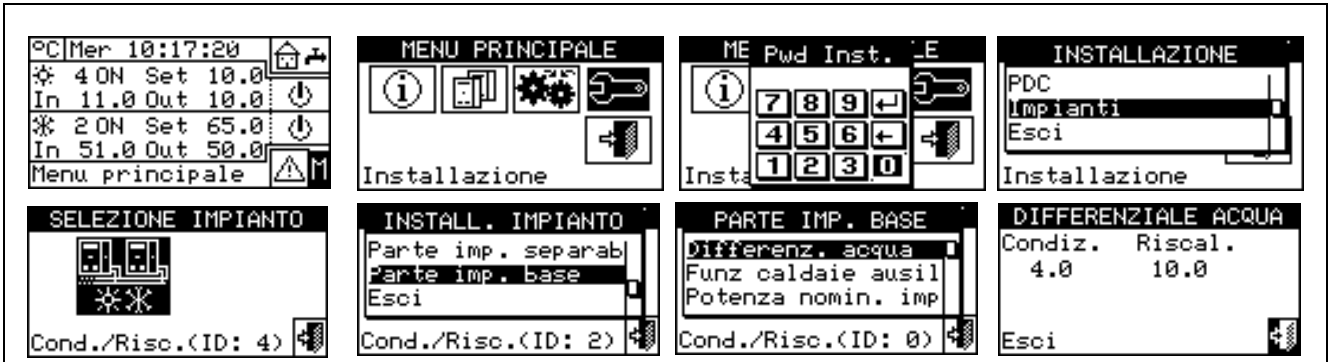 °C Mer 10:17:20
4 ON Set 10.0
In 11.0 Out 10.0
2 ON Set 65.0
In 51.0 Out 50.0
Menu principale M
MENU PRINCIPALE
i
Installazione
ME LE
Pwd Inst.
i
7 8 9
4 5 6
1 2 3 0
Insta
INSTALLAZIONE
PDC
Impianti
Esci
Installazione
SELEZIONE IMPIANTO
Cond./Risc.(ID: 4)
INSTALL. IMPIANTO
Parte imp. separab
Parte imp. base
Esci
Cond./Risc.(ID: 2)
PARTE IMP. BASE
Differenz. acqua
Funz caldaie ausil
Potenza nomin. imp
Cond./Risc.(ID: 0)
DIFFERENZIALE ACQUA
Condiz. Riscal.
4.0 10.0
Esci